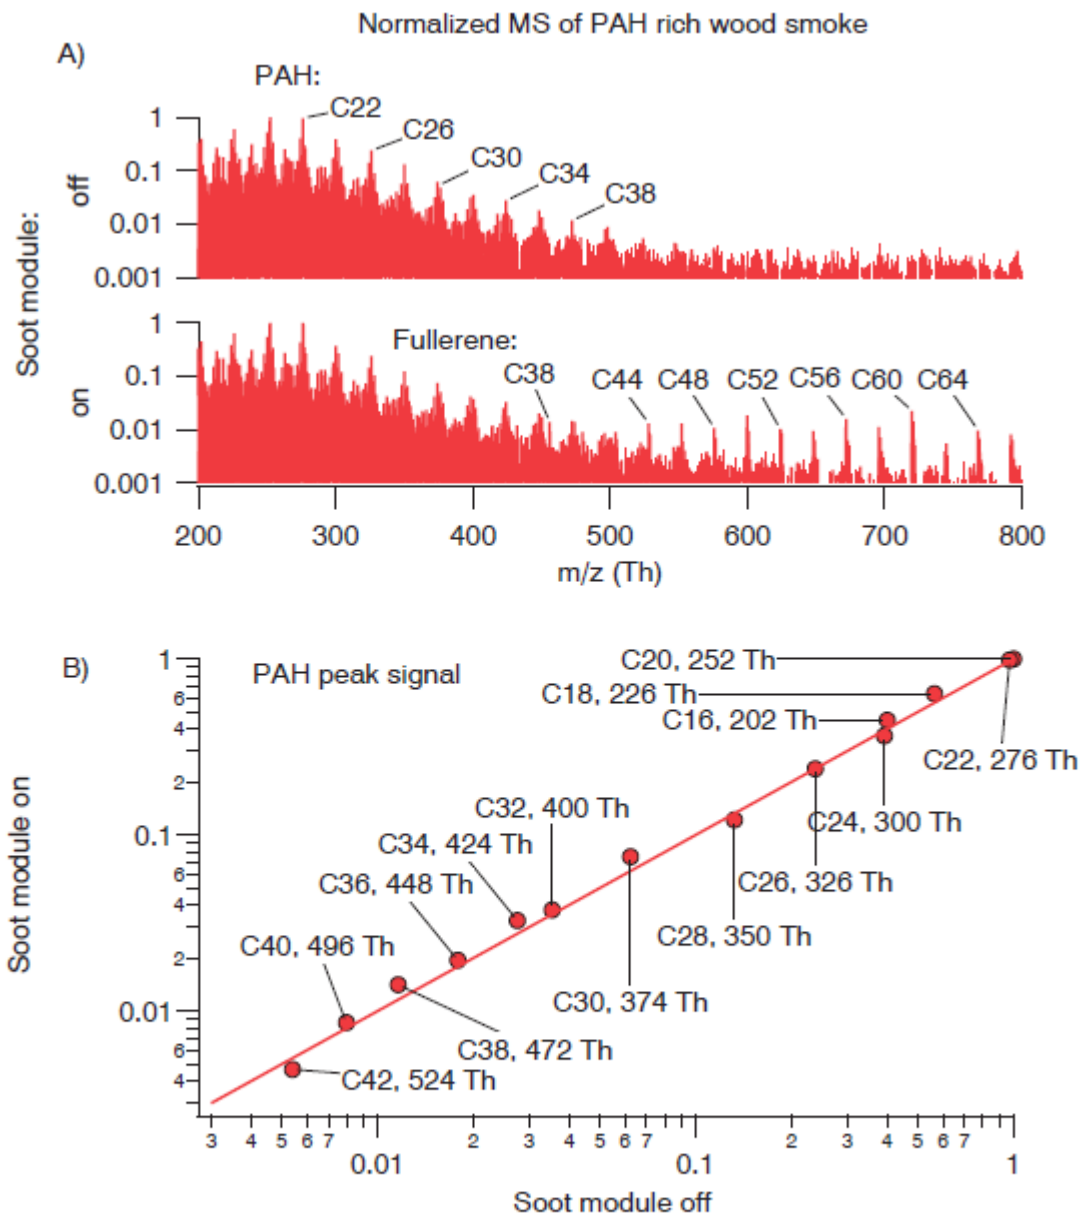 Normalized MS of PAH rich wood smoke
A)
PAH:
C22
C26
C30
C34
C38
Soot module:
off
1
0.1
0.01
0.001
on
1
0.1
0.01
0.001
Fullerene:
C38
C44
C48
C52
C56
C60
C64
200
300
400
500
600
700
800
m/z (Th)
B)
PAH peak signal
Soot module on
1
6
4
2
0.1
6
4
2
0.01
6
4
C20, 252 Th
C18, 226 Th
C16, 202 Th
C22, 276 Th
C24, 300 Th
C26, 326 Th
C28, 350 Th
C30, 374 Th
C32, 400 Th
C34, 424 Th
C36, 448 Th
C40, 496 Th
C38, 472 Th
C42, 524 Th
3 4 5 6 7 2 3 4 5 6 7 2 3 4 5 6 7
0.01 0.1 1
Soot module off